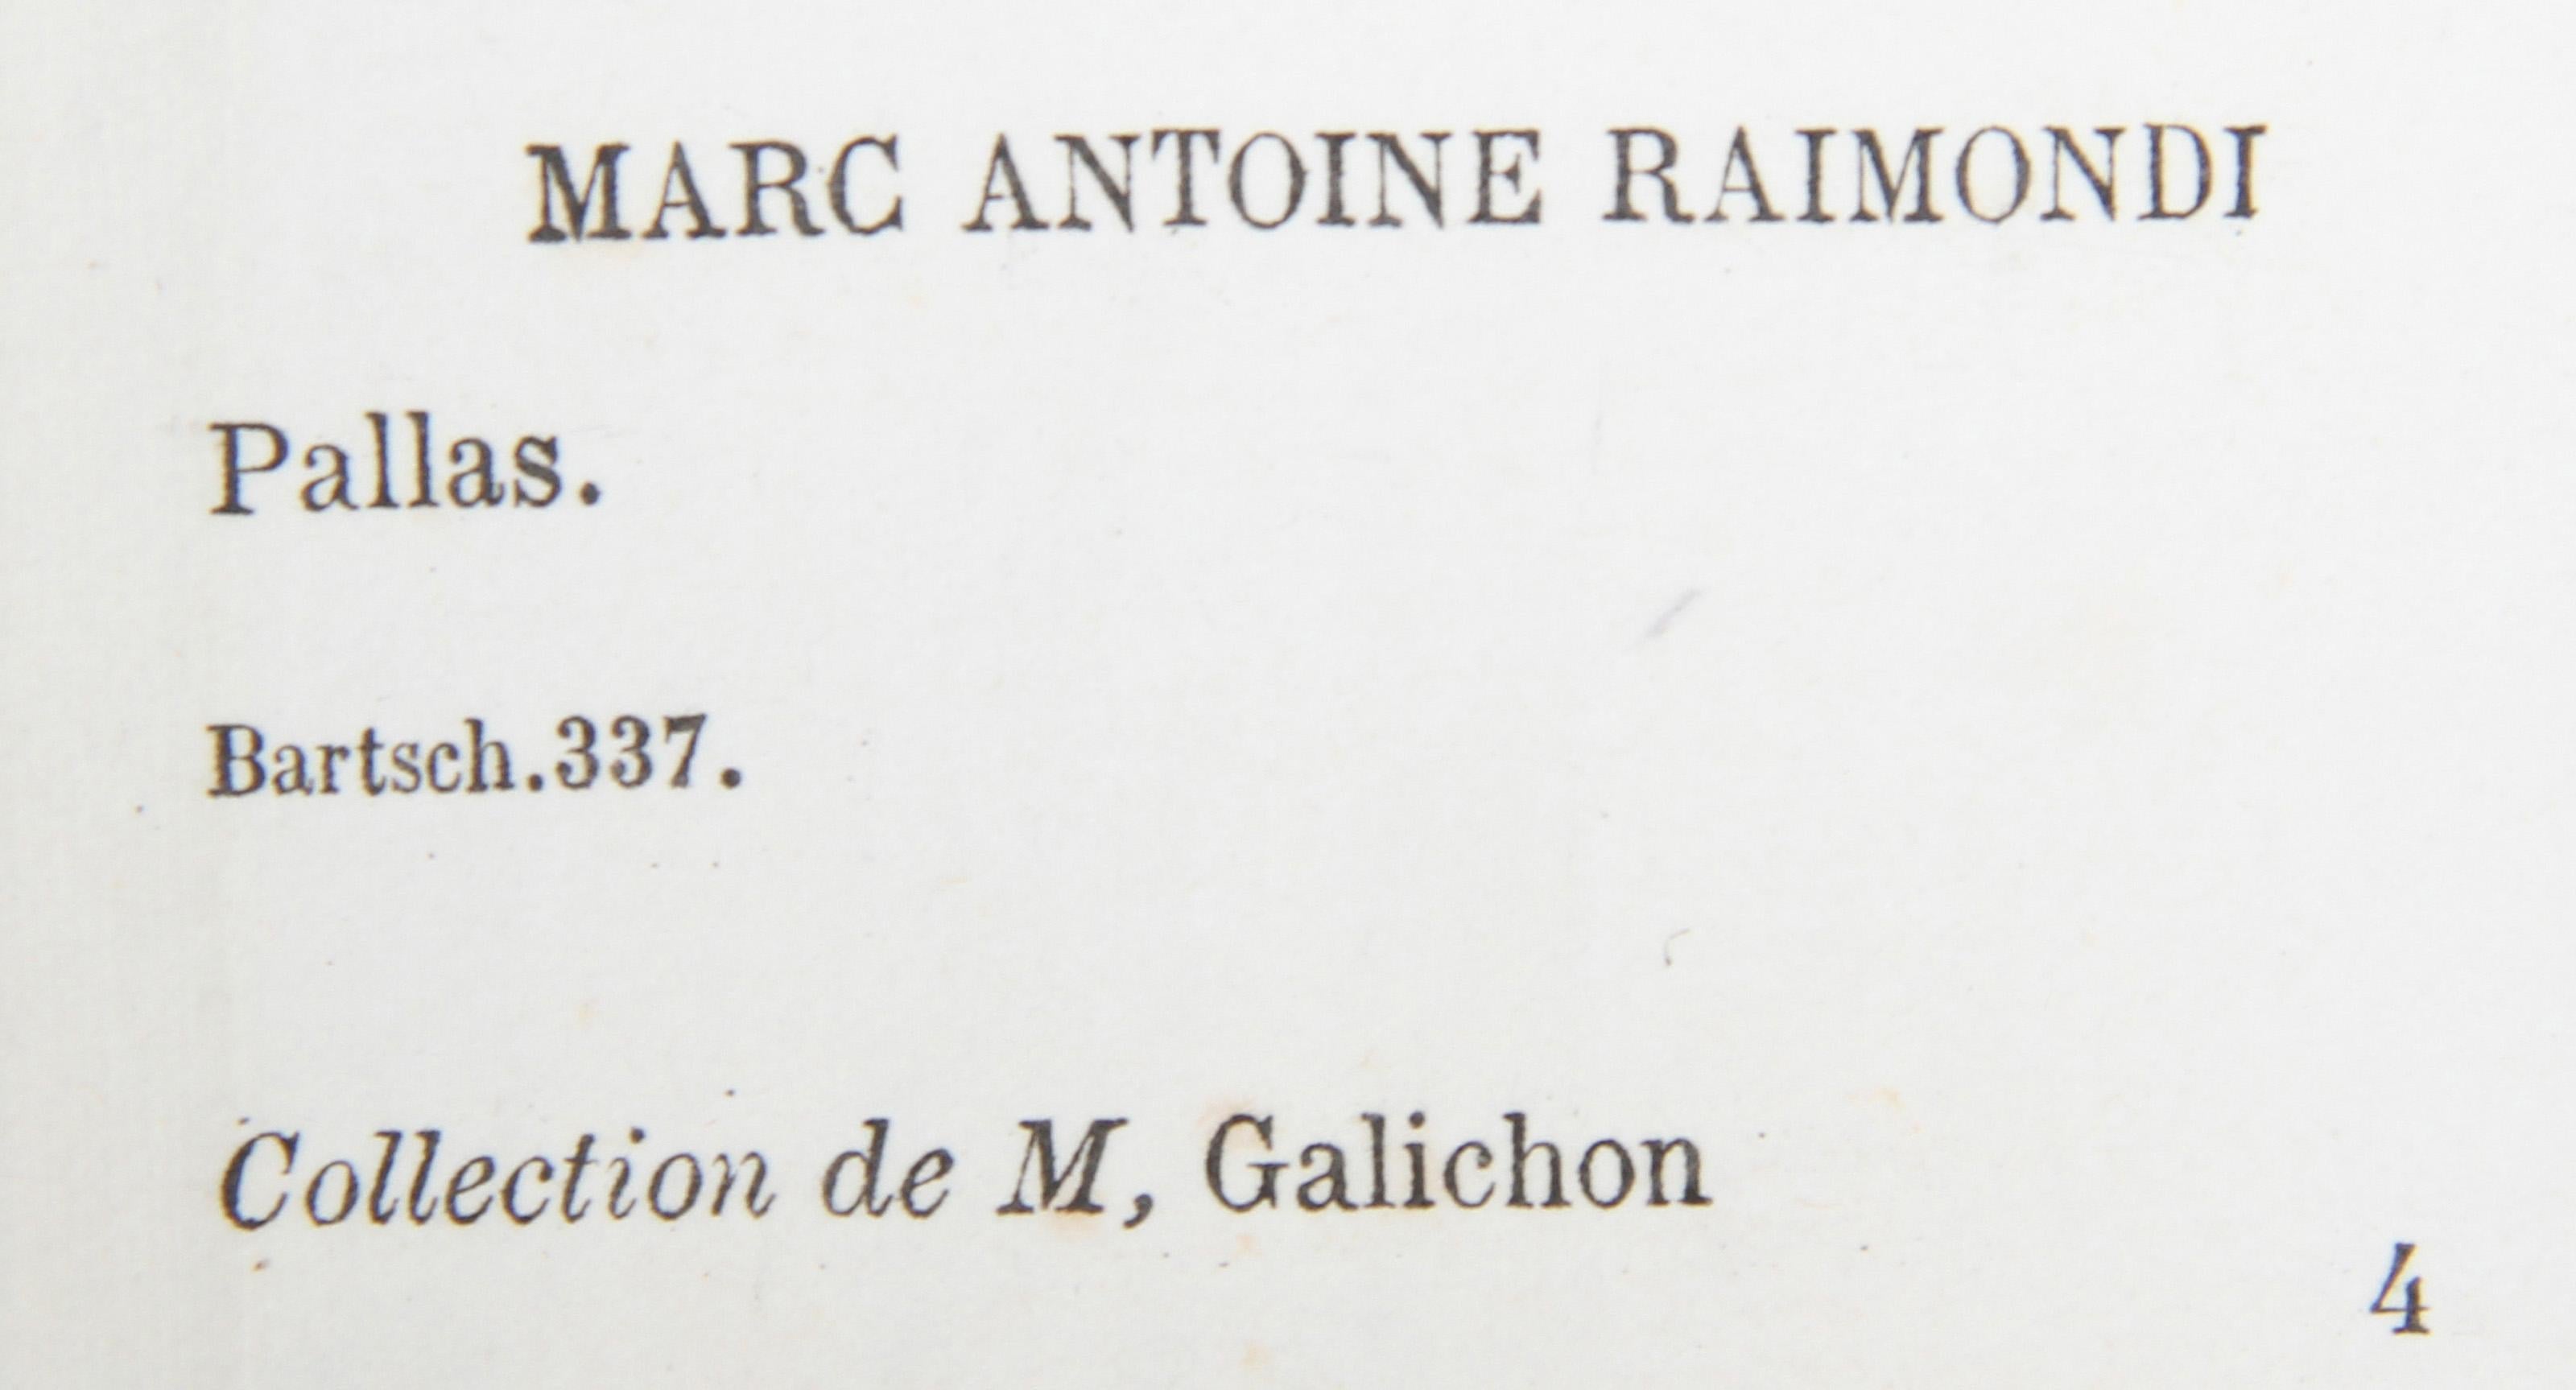 MARC ANTOINE RAIMONDI
Pallas.
Bartsch.337.
Collection de M, Galichon
4